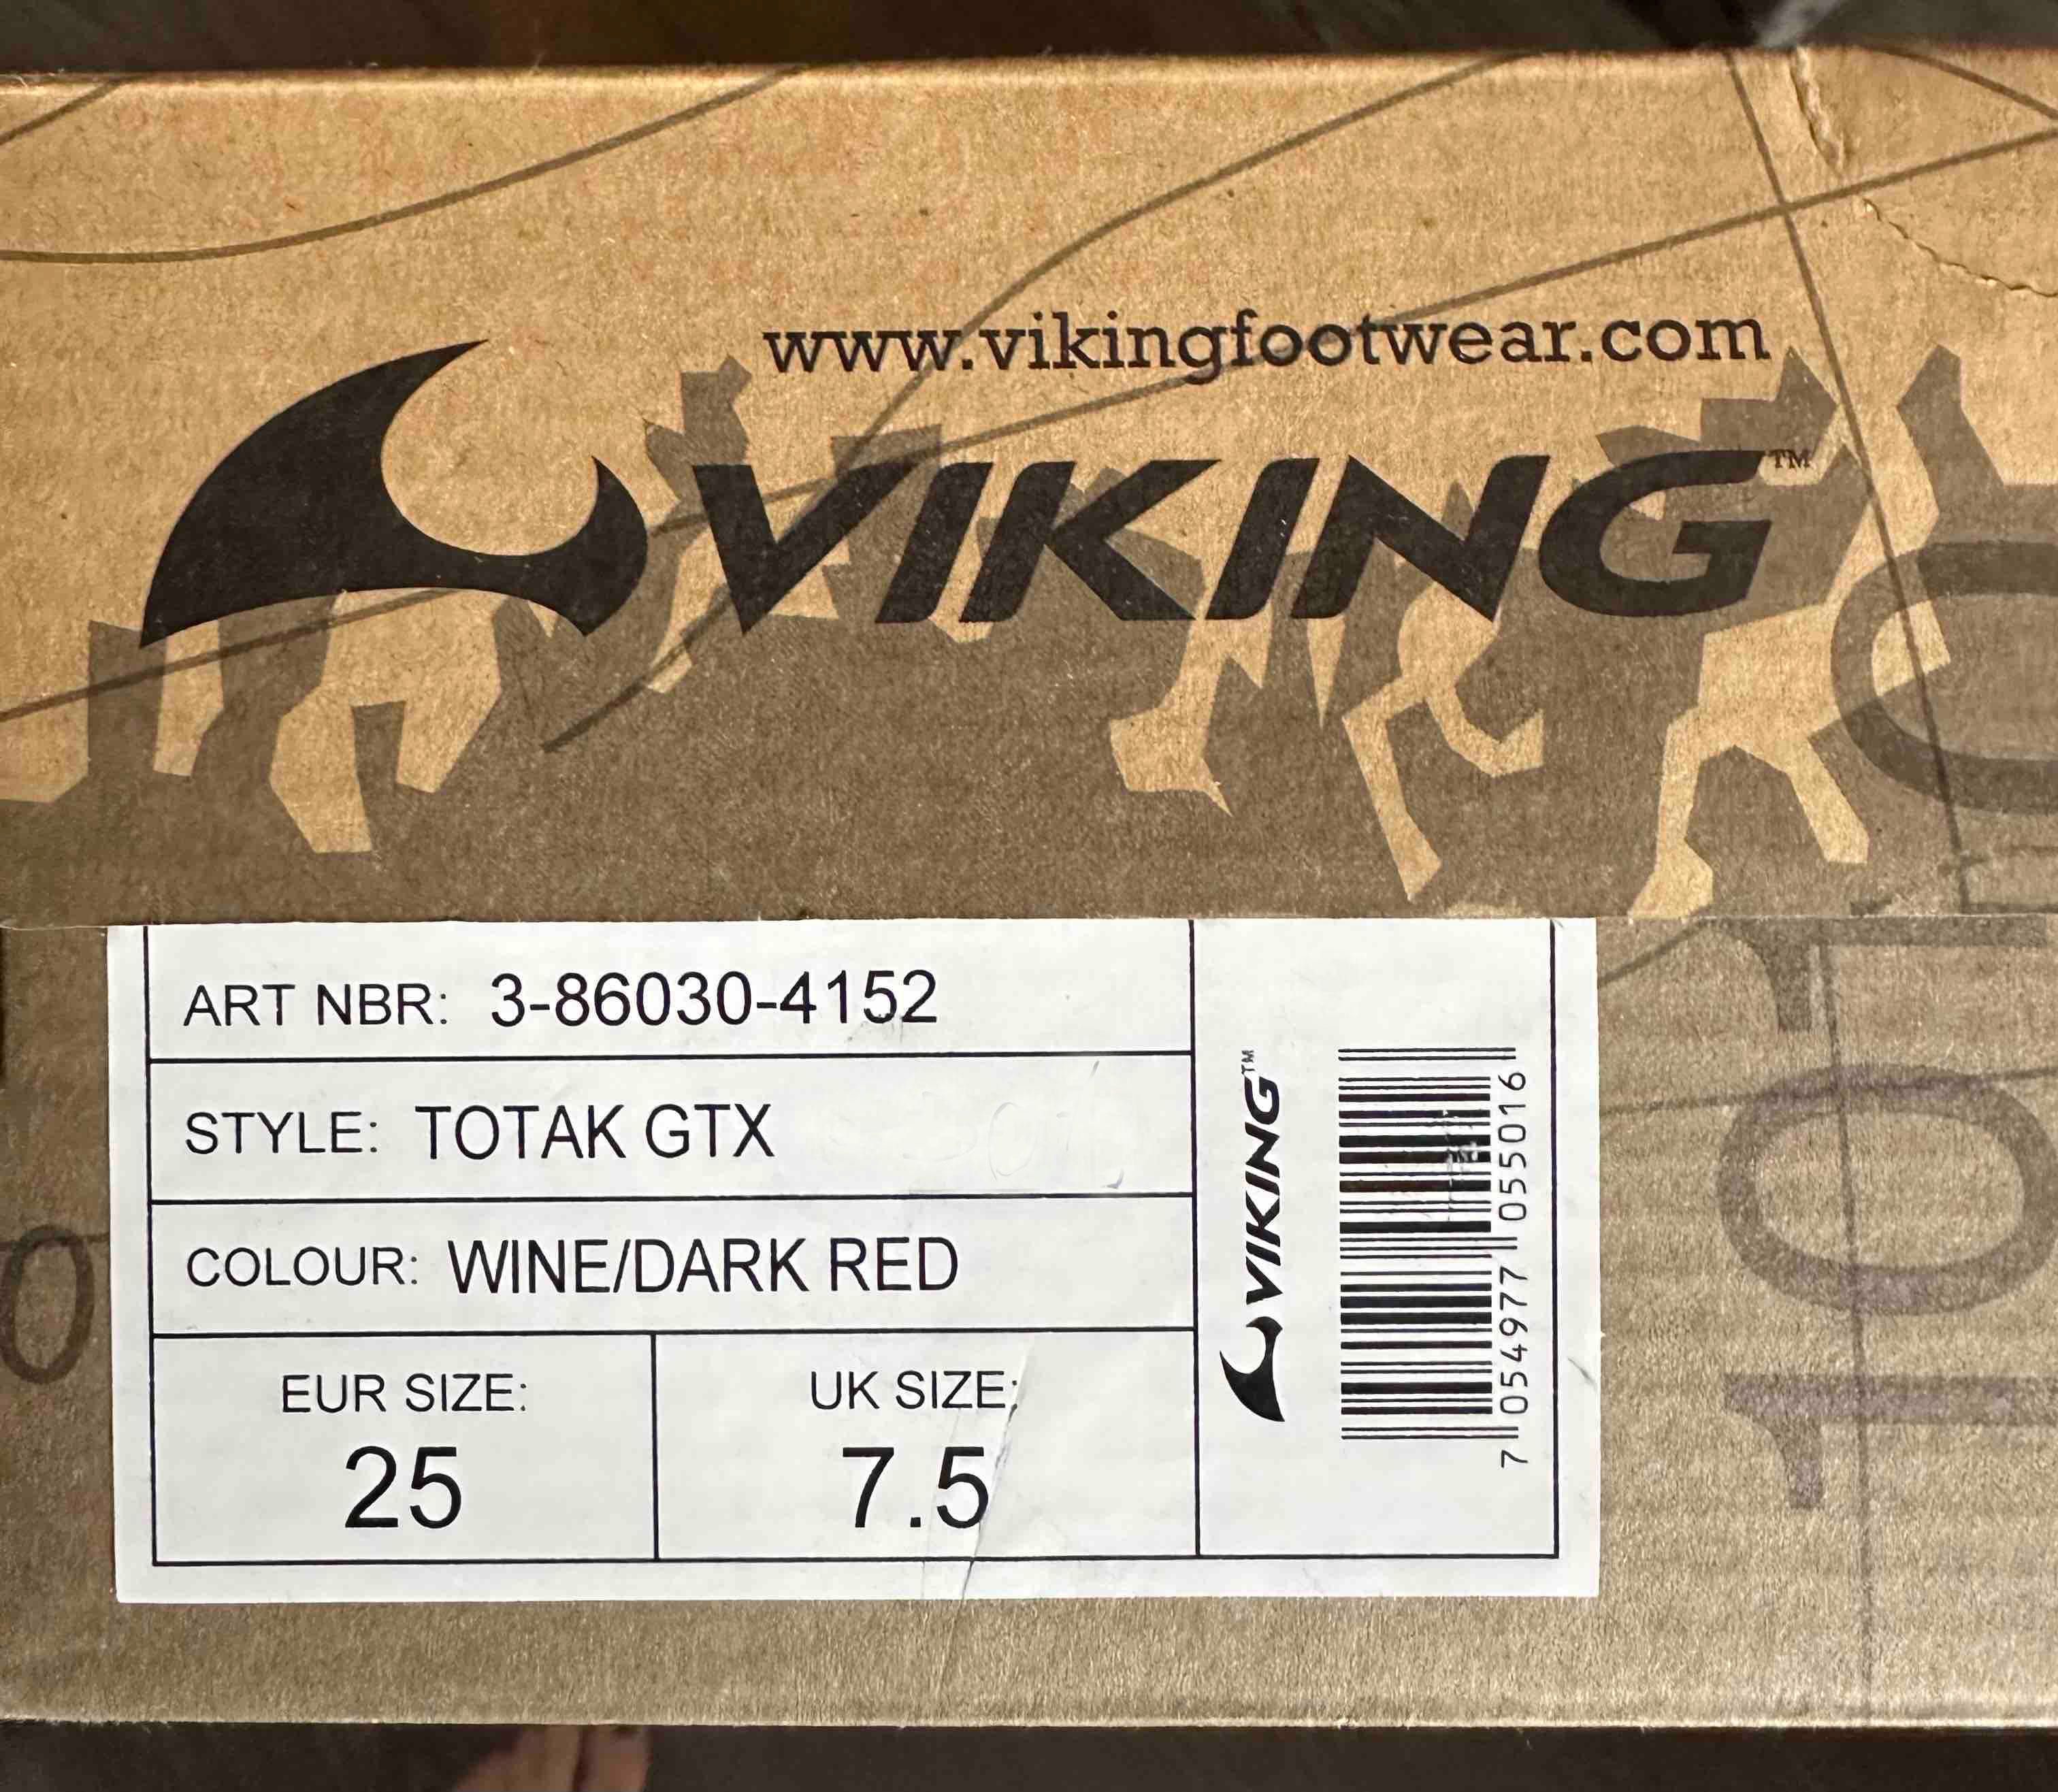 www.vikingfootwear.com
VIKING™
ART NBR: 3-86030-4152
STYLE: TOTAK GTX
COLOUR: WINE/DARK RED
EUR SIZE:
25
UK SIZE:
7.5
VIKING™
7 054977 055016